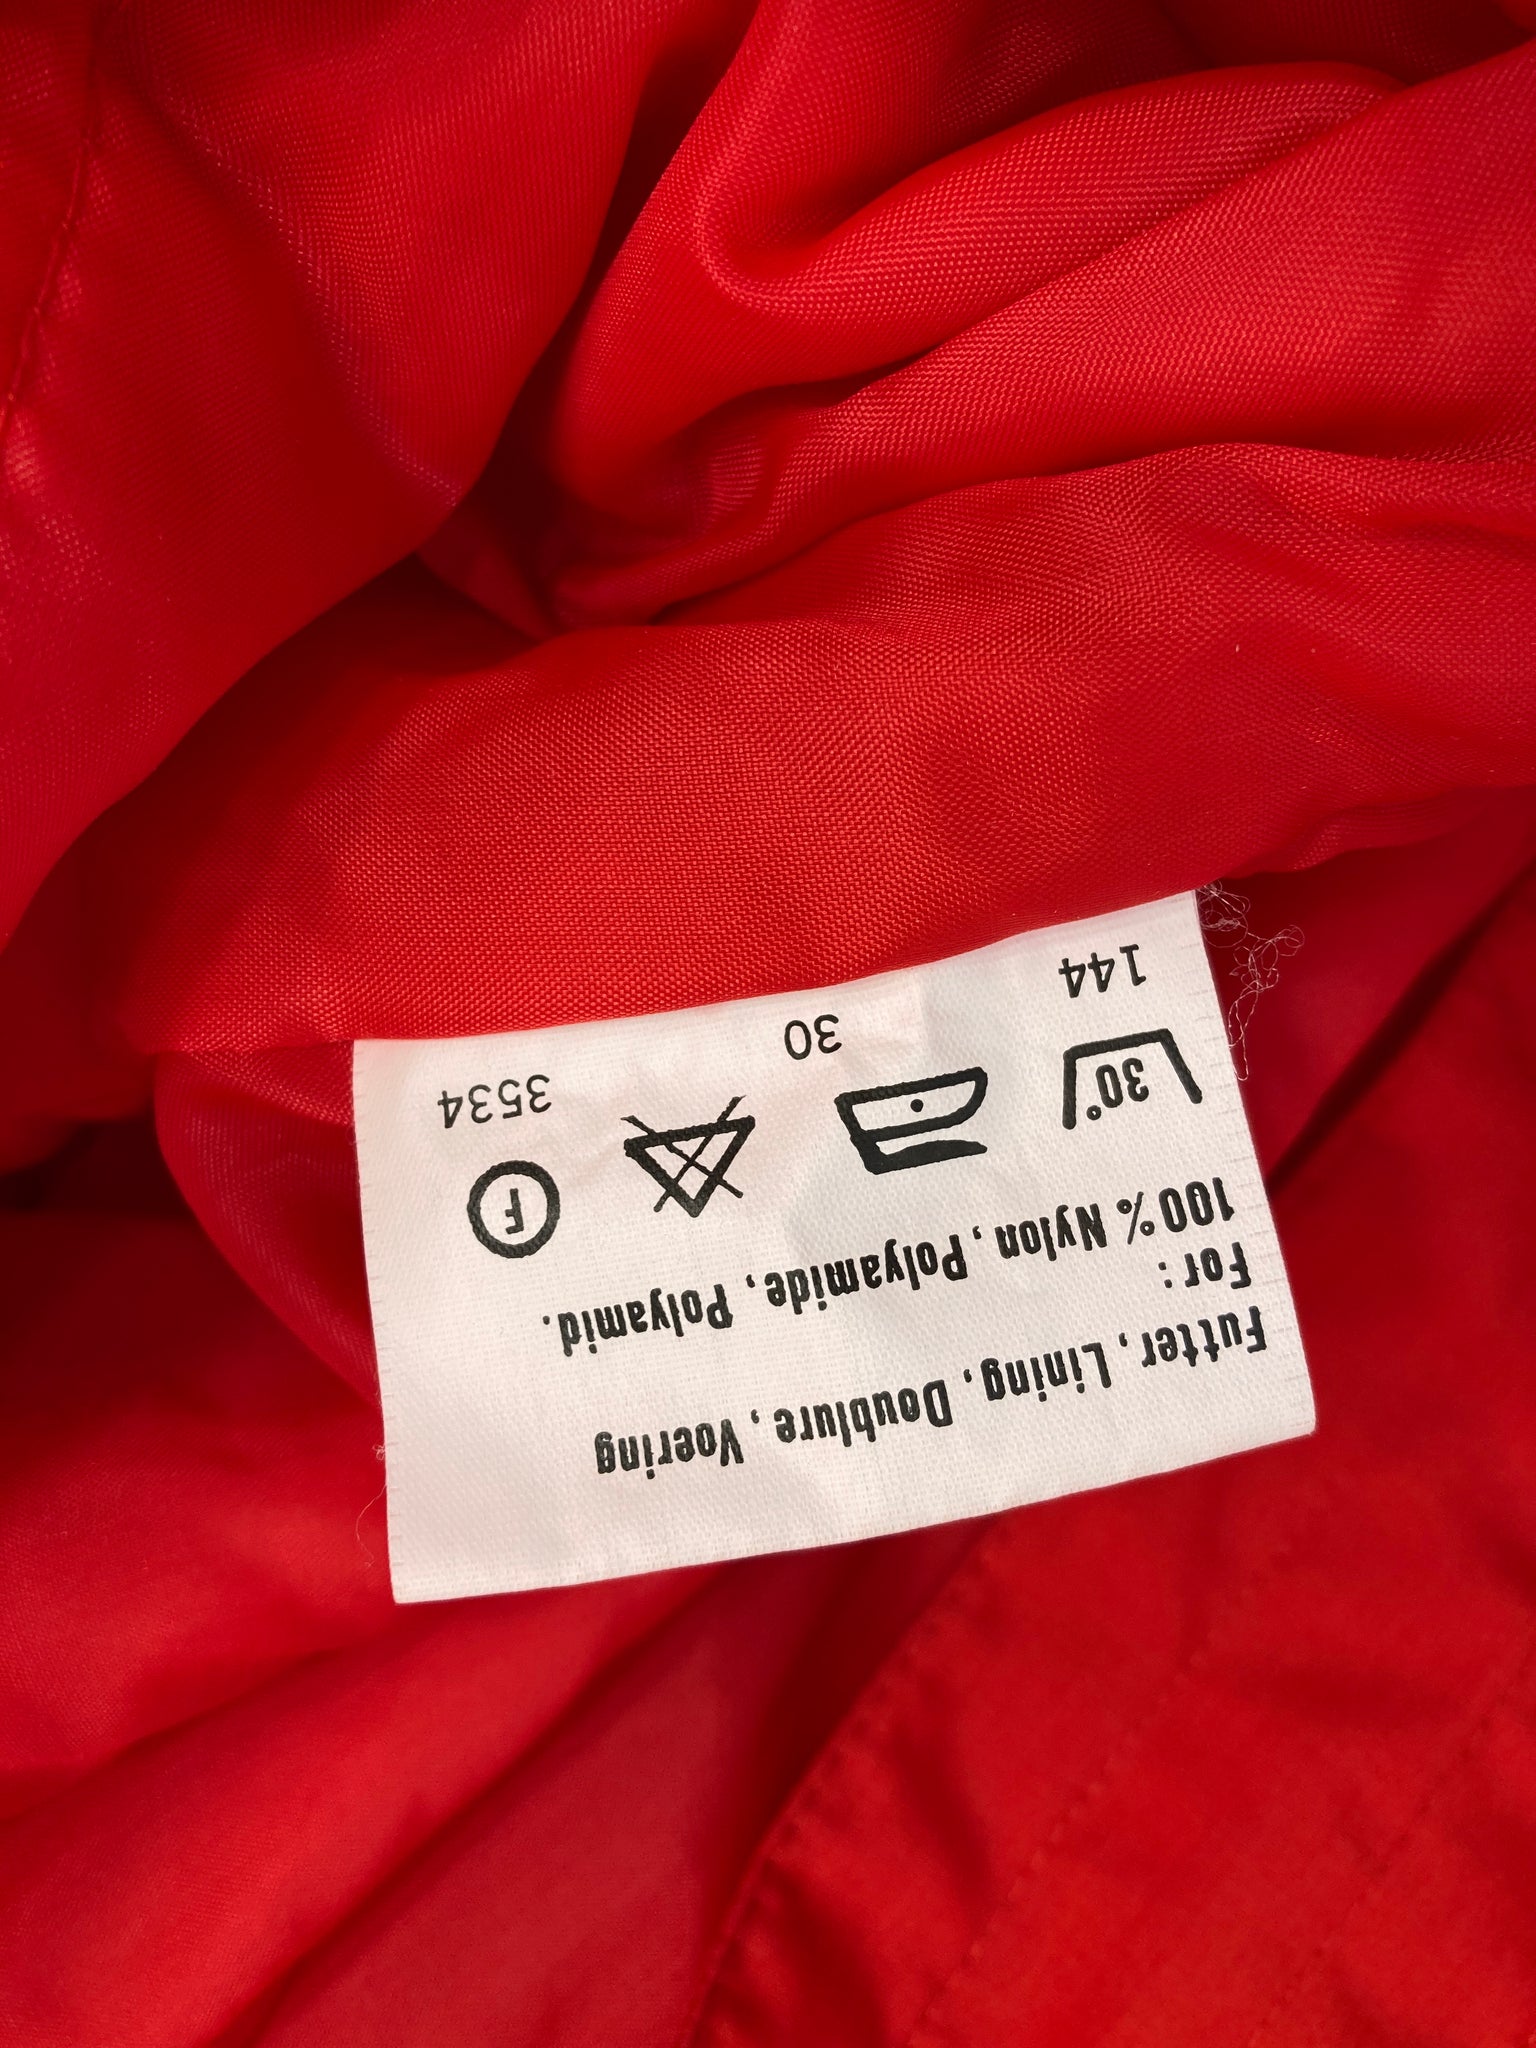 Futter, Lining, Doublure, Voering
For:
100% Nylon, Polyamide, Polyamid.
30° F
144 30 3534